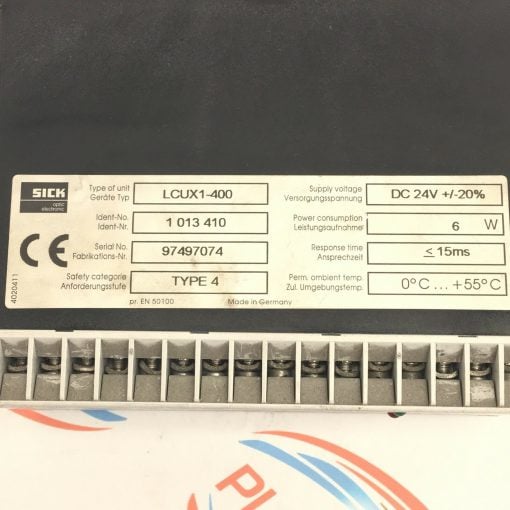 SICK
optic
electronic
Type of unit
Geräte Typ
LCUX1-400
Supply voltage
Versorgungsspannung
DC 24V +/-20%
Ident-No.
Ident-Nr.
1 013 410
Power consumption
Leistungsaufnahme
6 W
CE
Serial No.
Fabrikations-Nr.
97497074
Response time
Ansprechzeit
≤ 15ms
Safety categorie
Anforderungsstufe
TYPE 4
Perm. ambient temp.
Zul. Umgebungstemp.
0°C ... +55°C
4020411
pr. EN 50100
Made in Germany